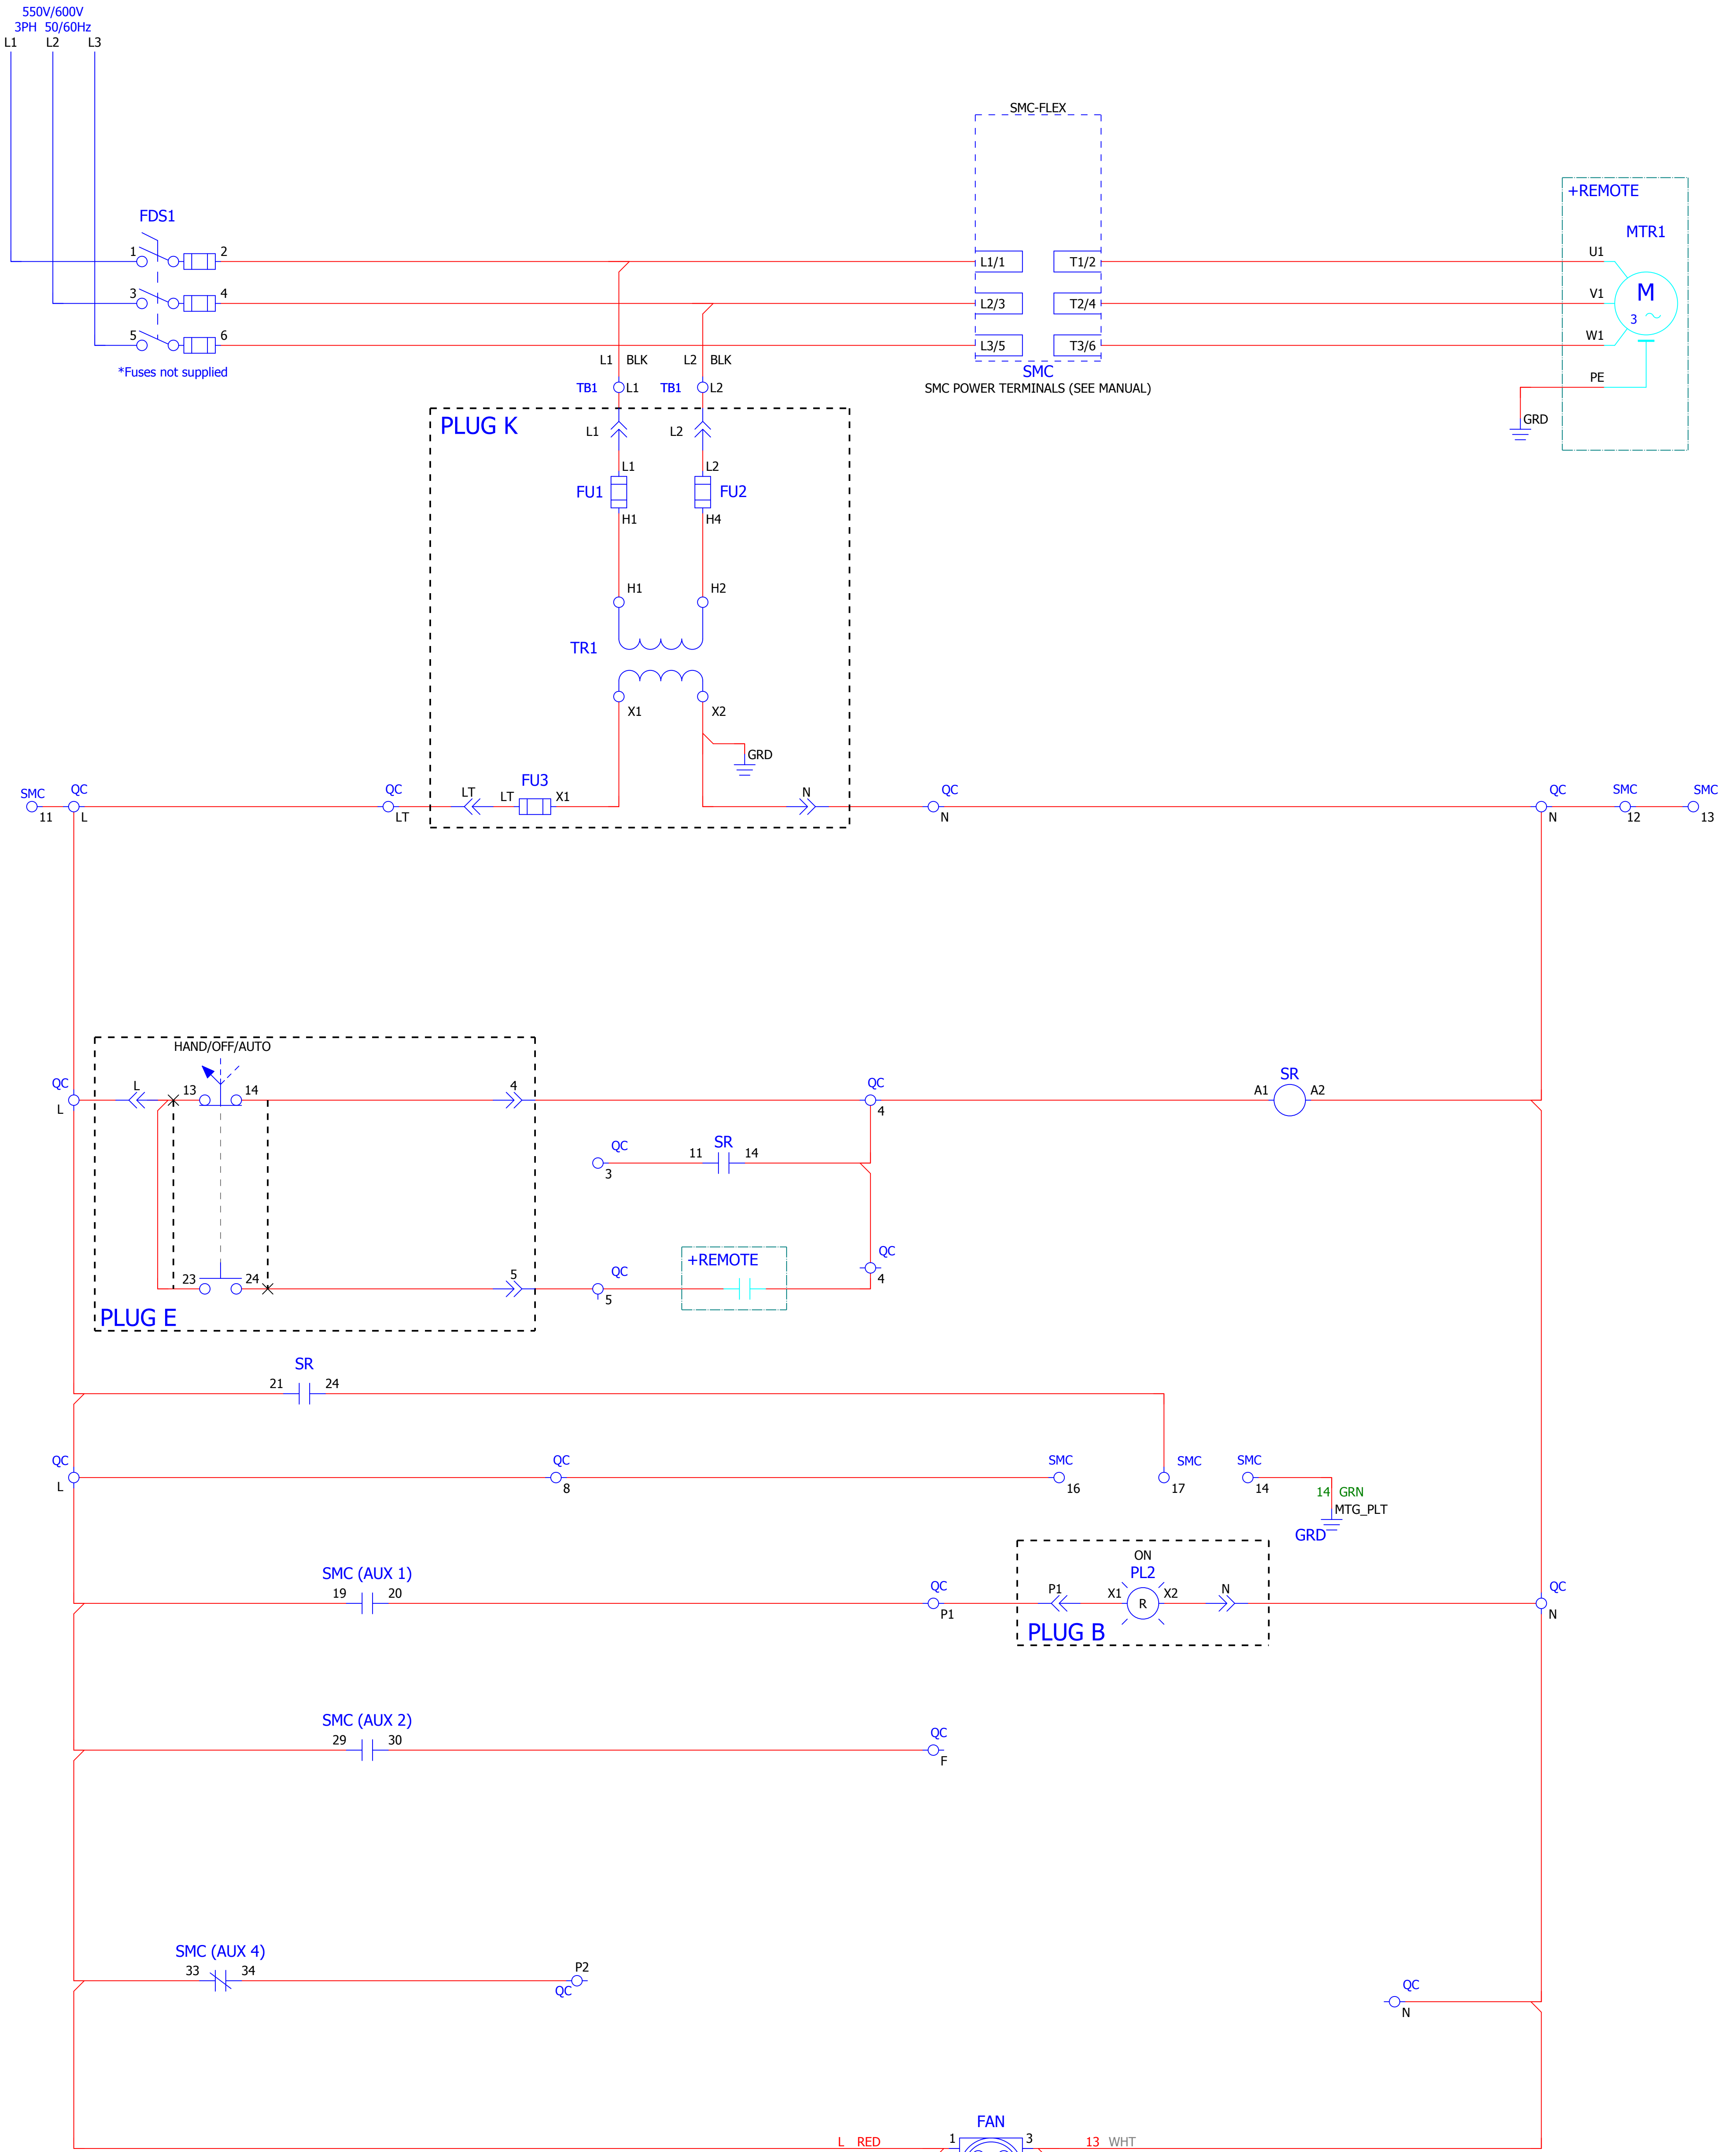 550V/600V
3PH 50/60Hz
L1 L2 L3
SMC-FLEX
+REMOTE
FDS1
MTR1
1 2 L1/1 T1/2 U1
3 4 L2/3 T2/4 V1 M
3
5 6 L3/5 T3/6 W1
L1 BLK L2 BLK
*Fuses not supplied
SMC
PE
TB1 L1 TB1 L2
SMC POWER TERMINALS (SEE MANUAL)
PLUG K
L1 L2
GRD
L1 L2
FU1 FU2
H1 H4
H1 H2
TR1
X1 X2
GRD
FU3
SMC QC QC LT LT X1 N QC QC SMC SMC
11 L LT N N 12 13
HAND/OFF/AUTO
QC L 13 14 4 QC SR
L 4 A1 A2
QC 11 SR 14
3
+REMOTE QC
4
23 24 5 QC
5
PLUG E
SR
21 24
QC QC SMC SMC SMC
L 8 16 17 14
14 GRN
MTG_PLT
GRD
ON
SMC (AUX 1) PL2
19 20 QC P1 X1 X2 N QC
R
P1 N
PLUG B
SMC (AUX 2)
29 30 QC
F
SMC (AUX 4)
33 34 P2
QC
QC
N
FAN
L RED 1 3 13 WHT